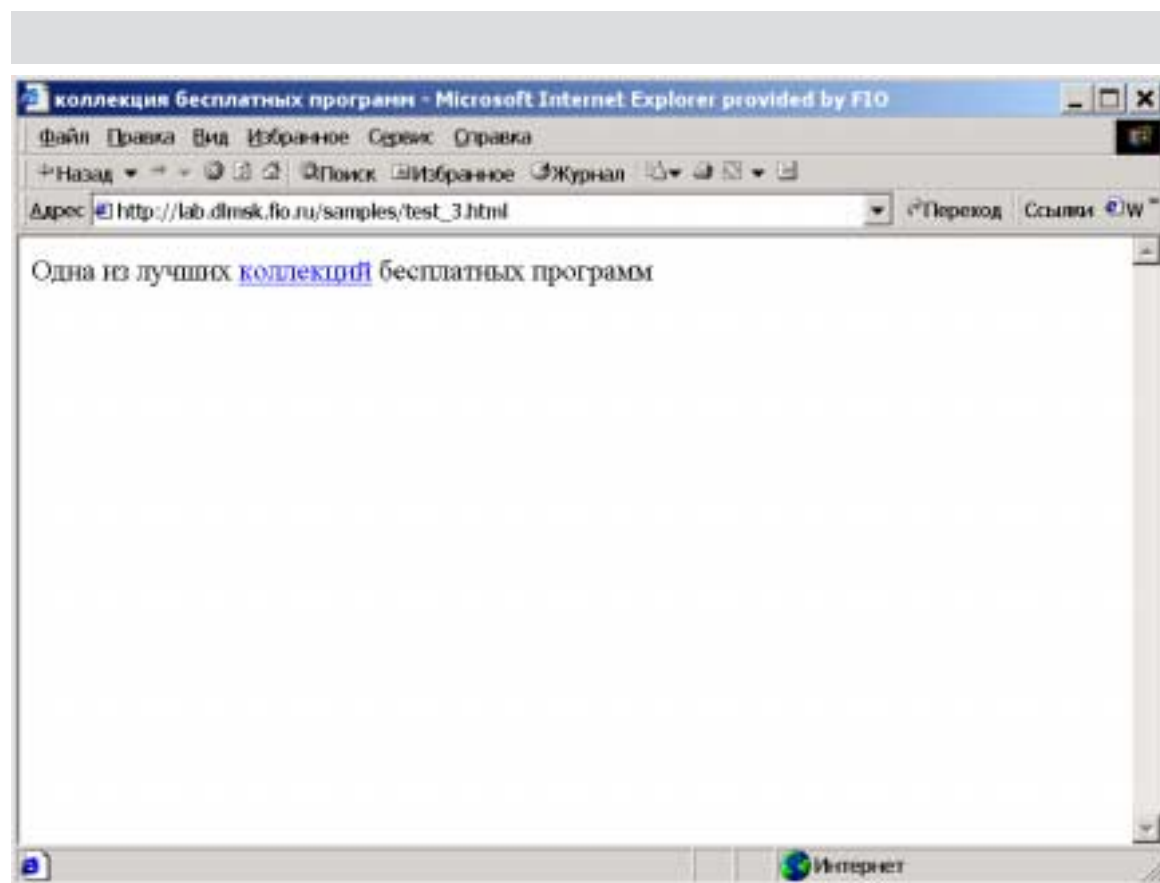 коллекция бесплатных программ - Microsoft Internet Explorer provided by FIO
Файл Правка Вид Избранное Сервис Справка
Назад Поиск Избранное Журнал
Адрес http://lab.dlmsk.fio.ru/samples/test_3.html Переход Ссылки W
Одна из лучших коллекций бесплатных программ
Интернет